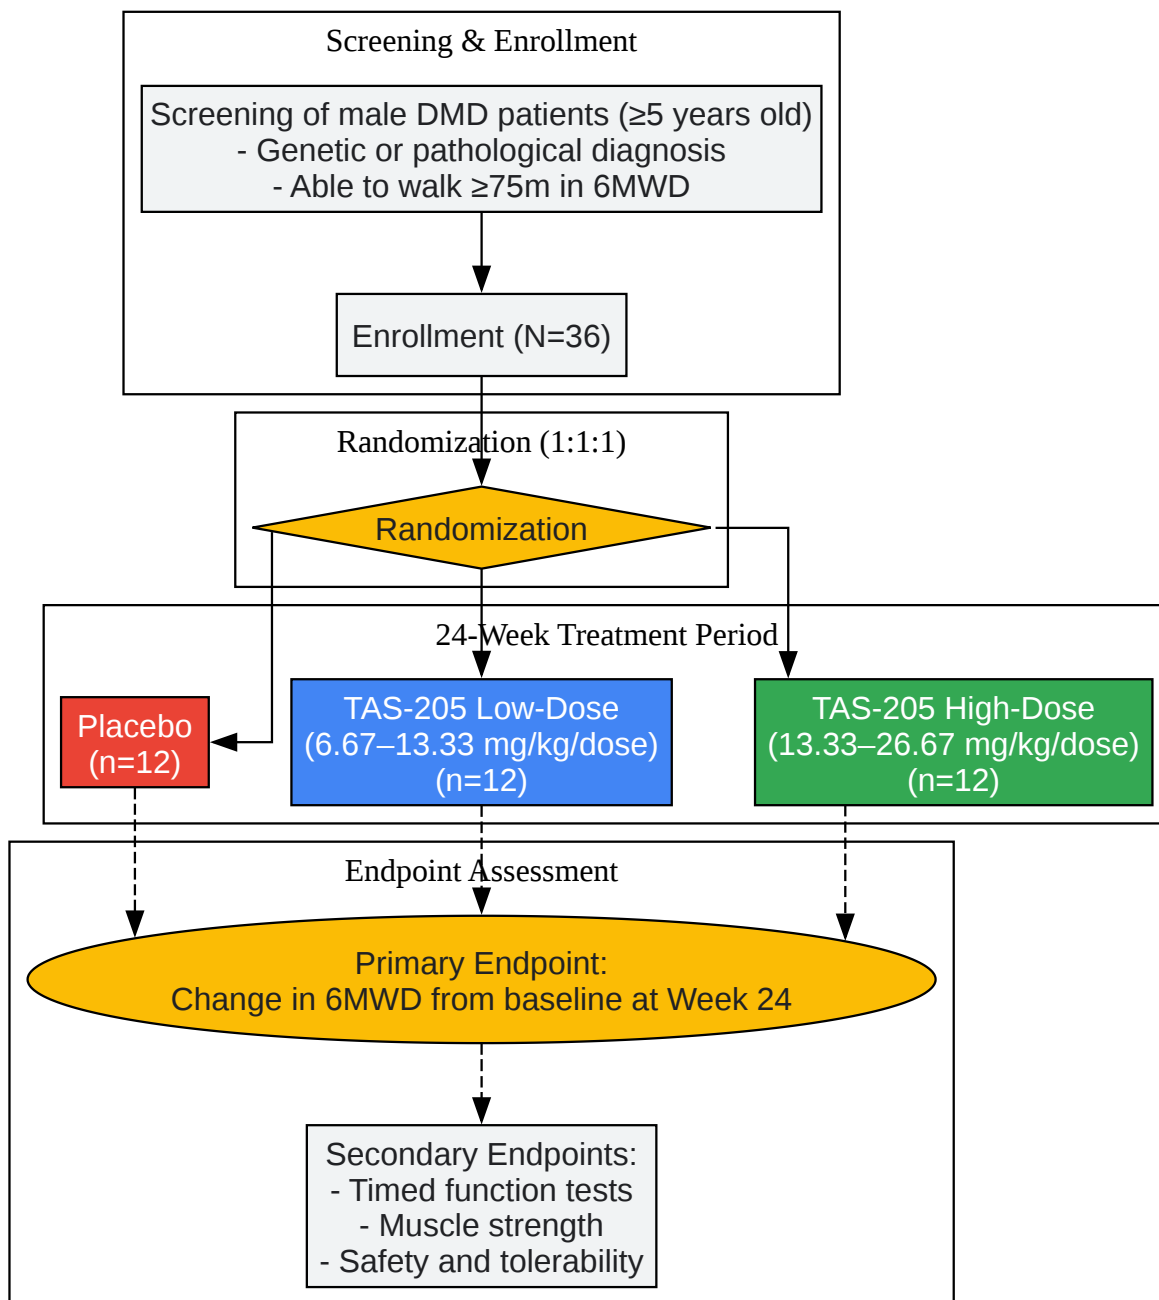 Screening & Enrollment
Screening of male DMD patients (≥5 years old)
- Genetic or pathological diagnosis
- Able to walk ≥75m in 6MWD
Enrollment (N=36)
Randomization (1:1:1)
Randomization
24-Week Treatment Period
Placebo
(n=12)
TAS-205 Low-Dose
(6.67–13.33 mg/kg/dose)
(n=12)
TAS-205 High-Dose
(13.33–26.67 mg/kg/dose)
(n=12)
Endpoint Assessment
Primary Endpoint:
Change in 6MWD from baseline at Week 24
Secondary Endpoints:
- Timed function tests
- Muscle strength
- Safety and tolerability